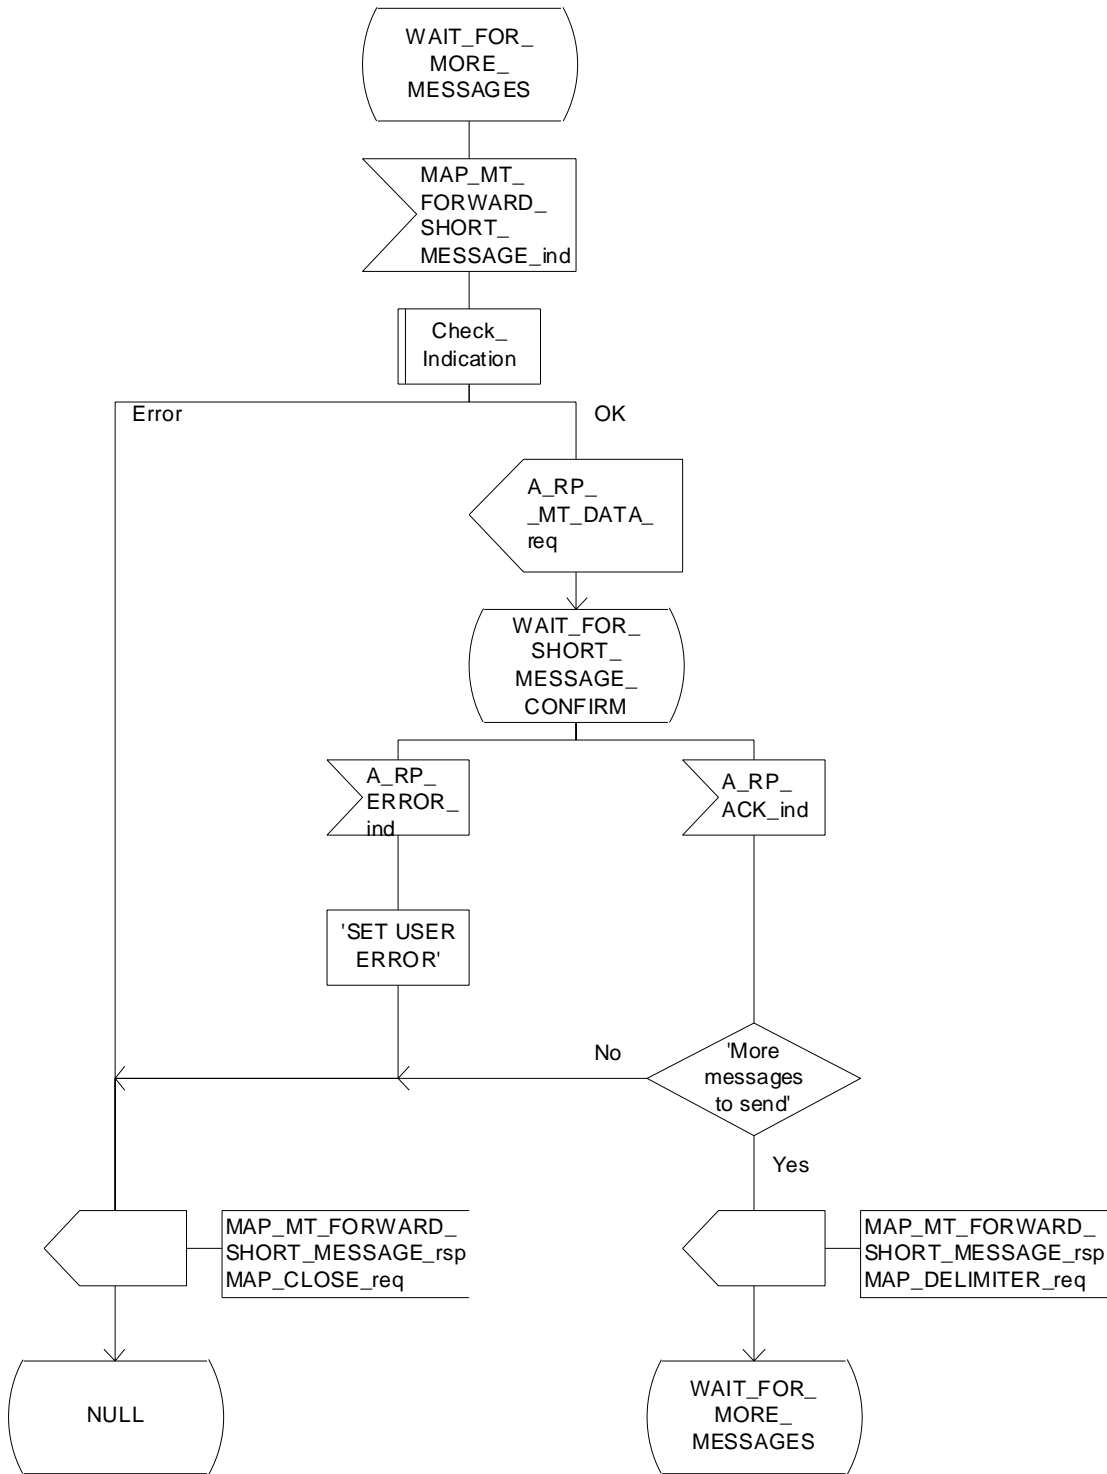 WAIT_FOR_
MORE_
MESSAGES
MAP_MT_
FORWARD_
SHORT_
MESSAGE_ind
Check_
Indication
Error
OK
A_RP_
_MT_DATA_
req
WAIT_FOR_
SHORT_
MESSAGE_
CONFIRM
A_RP_
ERROR_
ind
A_RP_
ACK_ind
'SET USER
ERROR'
No
'More
messages
to send'
Yes
MAP_MT_FORWARD_
SHORT_MESSAGE_rsp
MAP_CLOSE_req
MAP_MT_FORWARD_
SHORT_MESSAGE_rsp
MAP_DELIMITER_req
NULL
WAIT_FOR_
MORE_
MESSAGES